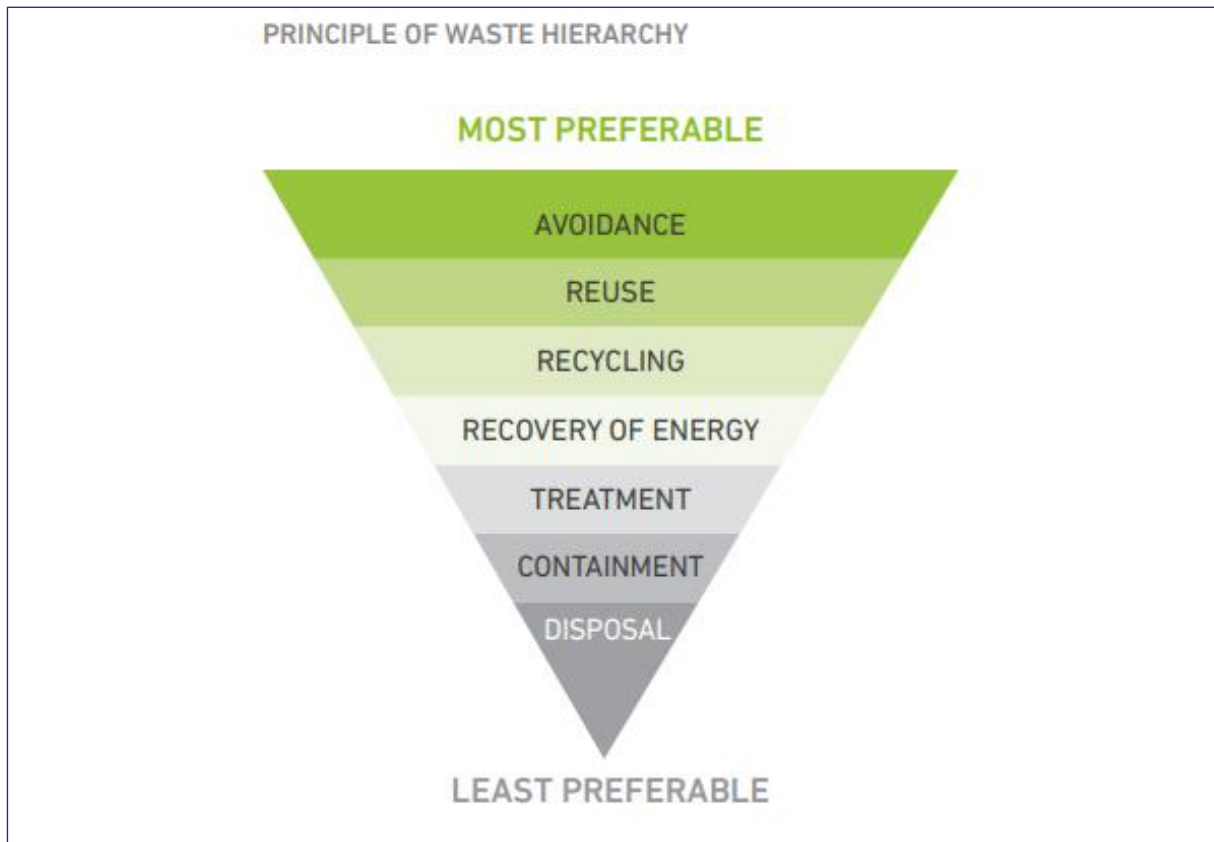 PRINCIPLE OF WASTE HIERARCHY
MOST PREFERABLE
AVOIDANCE
REUSE
RECYCLING
RECOVERY OF ENERGY
TREATMENT
CONTAINMENT
DISPOSAL
LEAST PREFERABLE